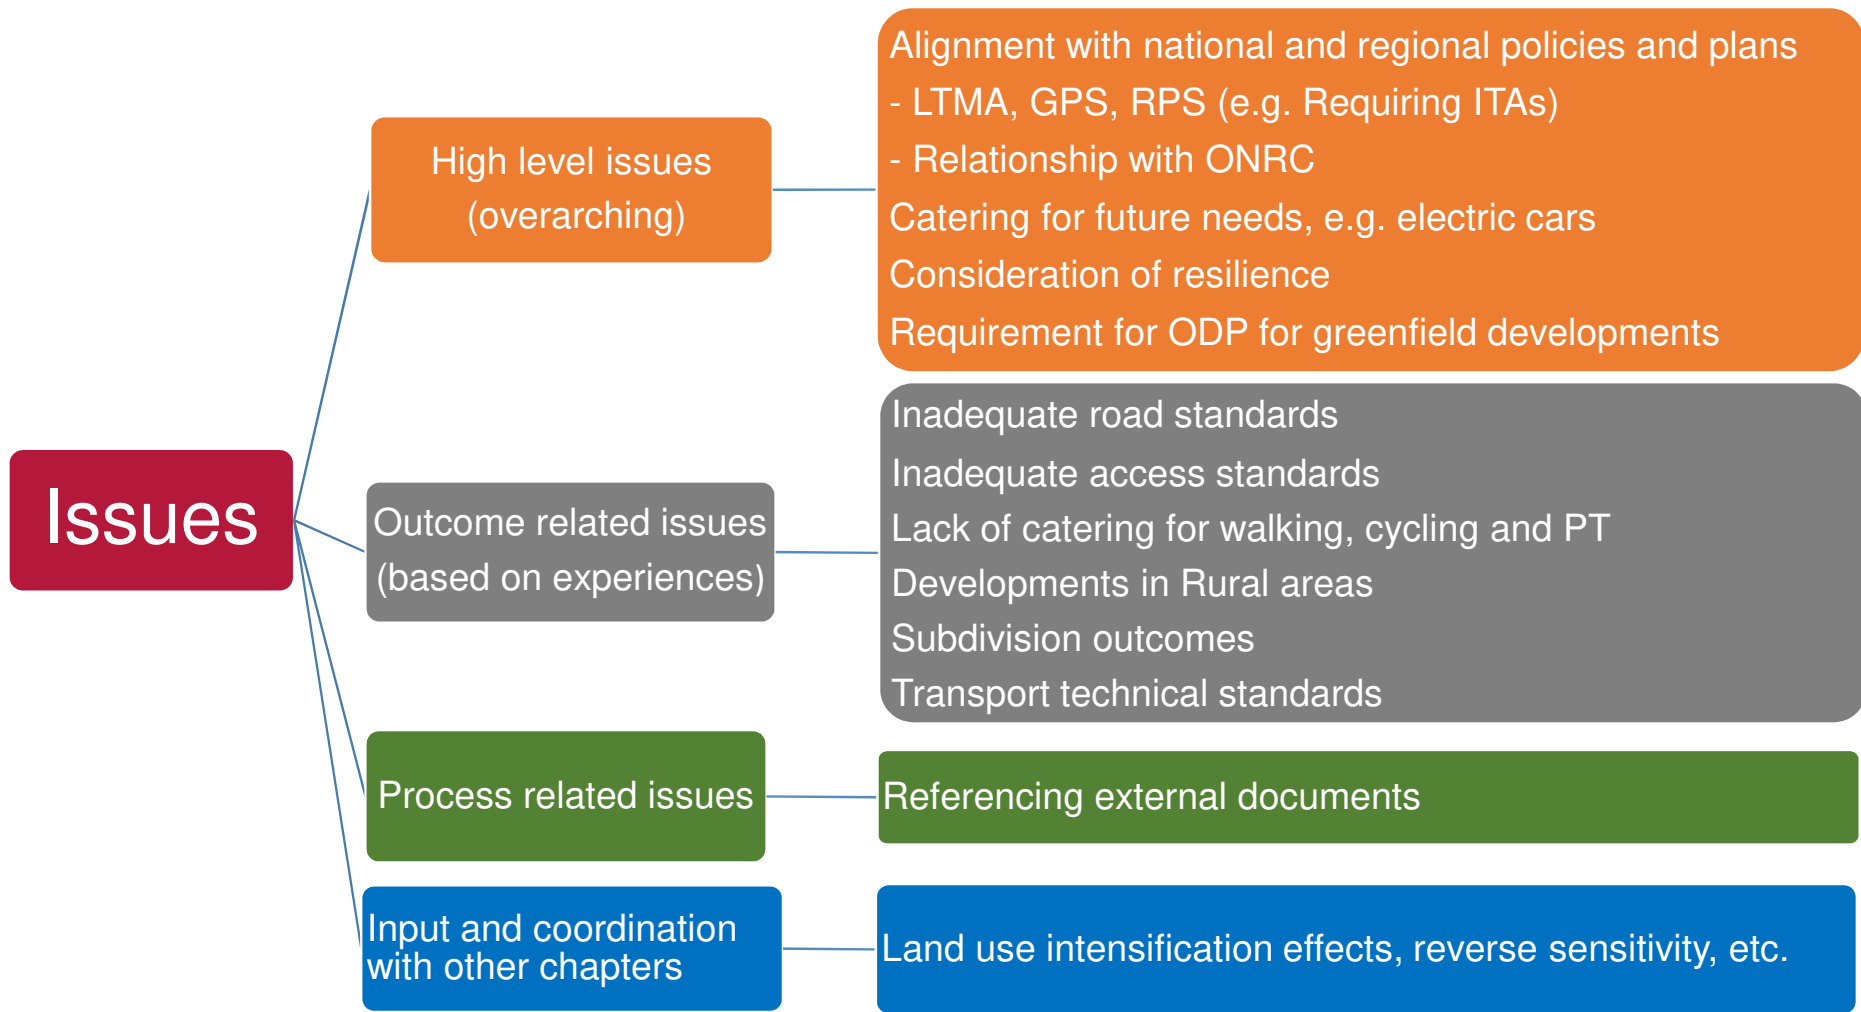 Issues
High level issues
(overarching)
Alignment with national and regional policies and plans
- LTMA, GPS, RPS (e.g. Requiring ITAs)
- Relationship with ONRC
Catering for future needs, e.g. electric cars
Consideration of resilience
Requirement for ODP for greenfield developments
Outcome related issues
(based on experiences)
Inadequate road standards
Inadequate access standards
Lack of catering for walking, cycling and PT
Developments in Rural areas
Subdivision outcomes
Transport technical standards
Process related issues
Referencing external documents
Input and coordination
with other chapters
Land use intensification effects, reverse sensitivity, etc.